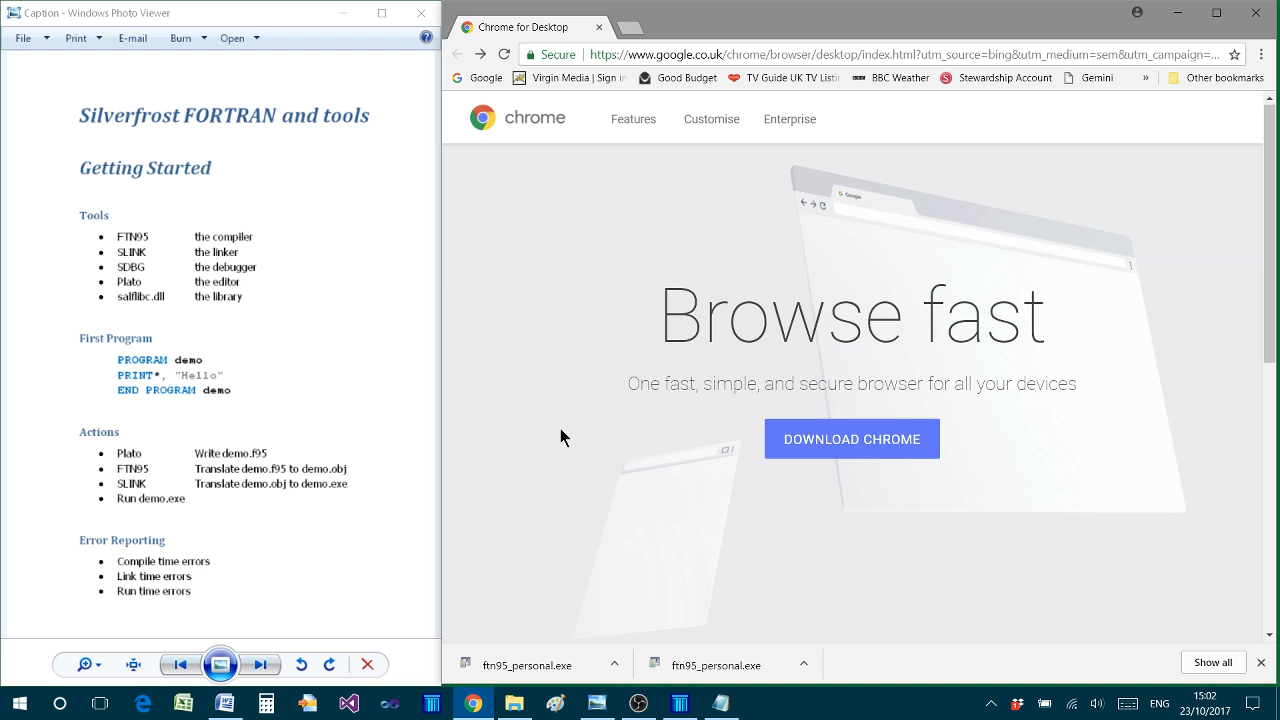 Caption - Windows Photo Viewer
File Print E-mail Burn Open
Silverfrost FORTRAN and tools
Getting Started
Tools
• FTN95 the compiler
• SLINK the linker
• SDBG the debugger
• Plato the editor
• salflibc.dll the library
First Program
PROGRAM demo
PRINT*, "Hello"
END PROGRAM demo
Actions
• Plato Write demo.f95
• FTN95 Translate demo.f95 to demo.obj
• SLINK Translate demo.obj to demo.exe
• Run demo.exe
Error Reporting
• Compile time errors
• Link time errors
• Run time errors
Chrome for Desktop
Secure https://www.google.co.uk/chrome/browser/desktop/index.html?utm_source=bing&utm_medium=sem&utm_campaign=...
Google Virgin Media | Sign in Good Budget TV Guide UK TV Listin BBC Weather Stewardship Account Gemini » Other bookmarks
chrome Features Customise Enterprise
Google
Browse fast
One fast, simple, and secure browser for all your devices
DOWNLOAD CHROME
ftn95_personal.exe ftn95_personal.exe Show all
ENG 15:02
23/10/2017